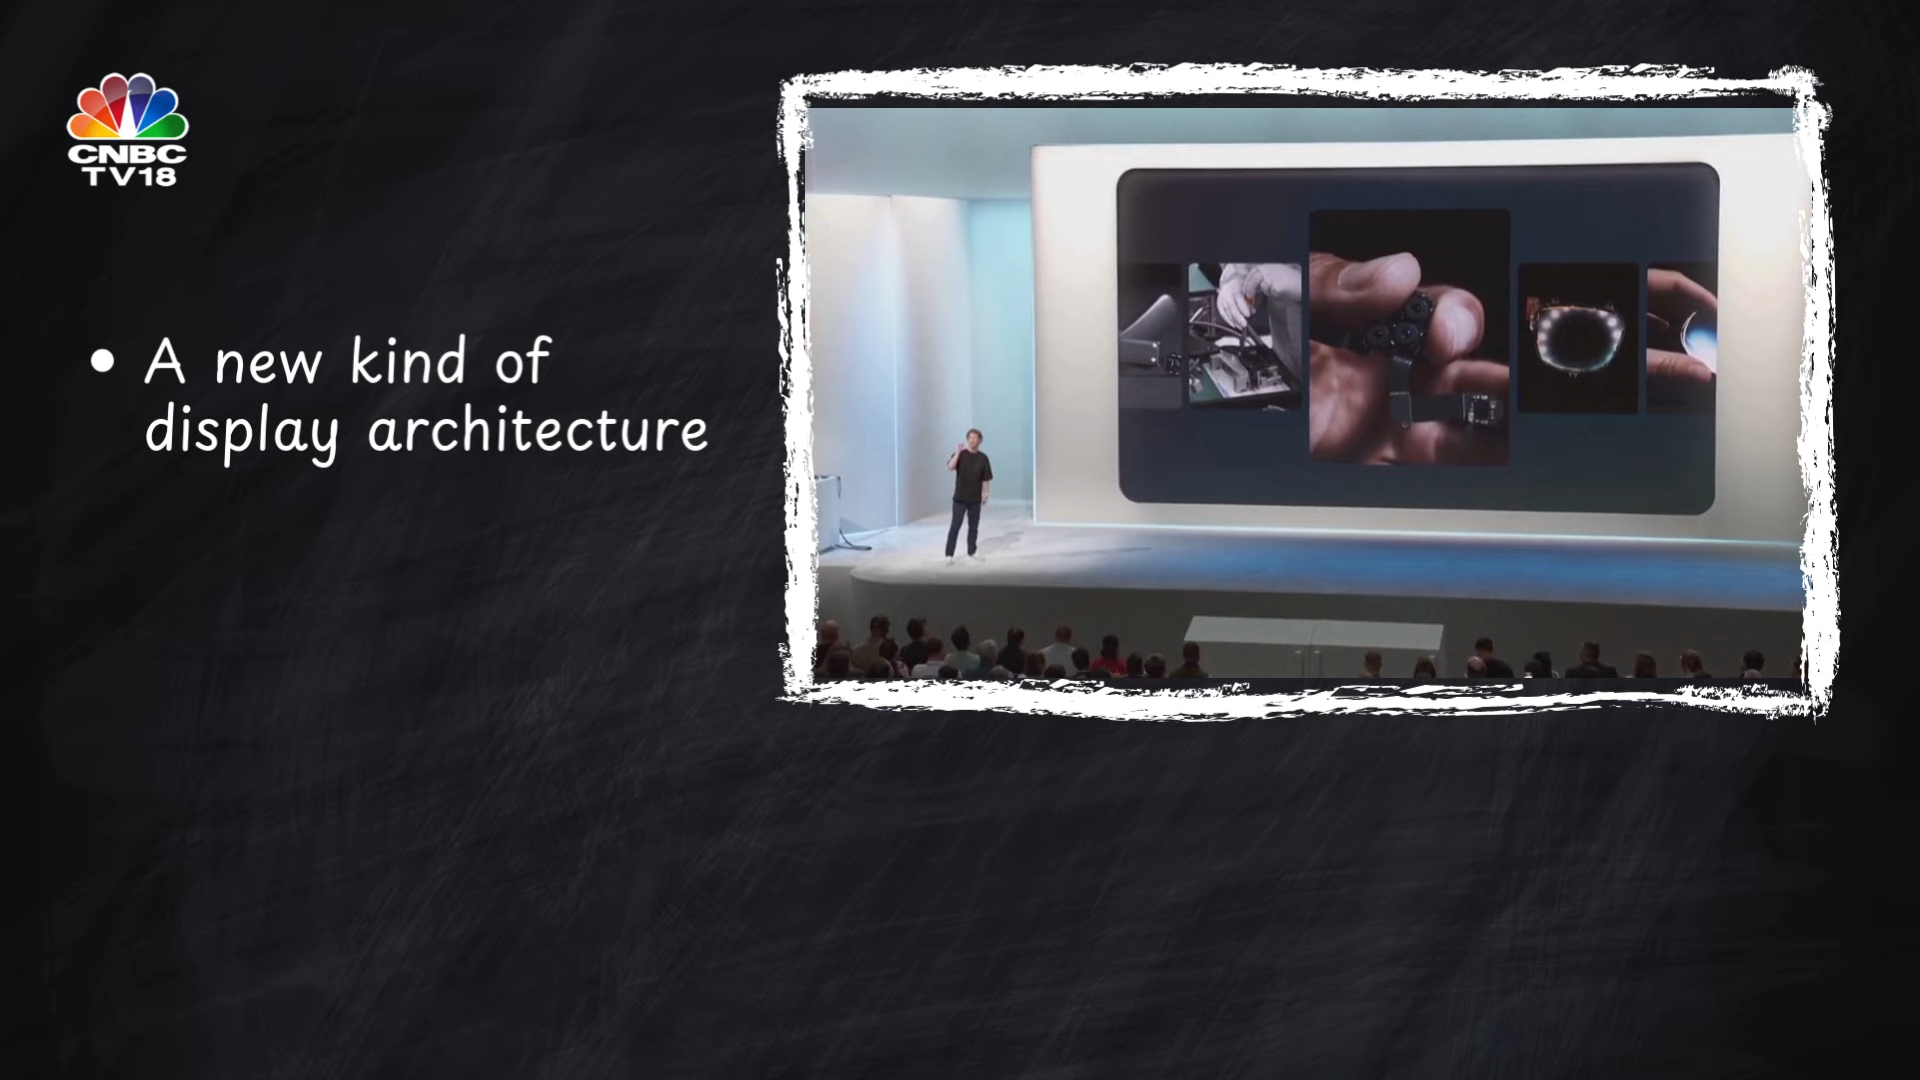 CNBC
TV18
• A new kind of
display architecture